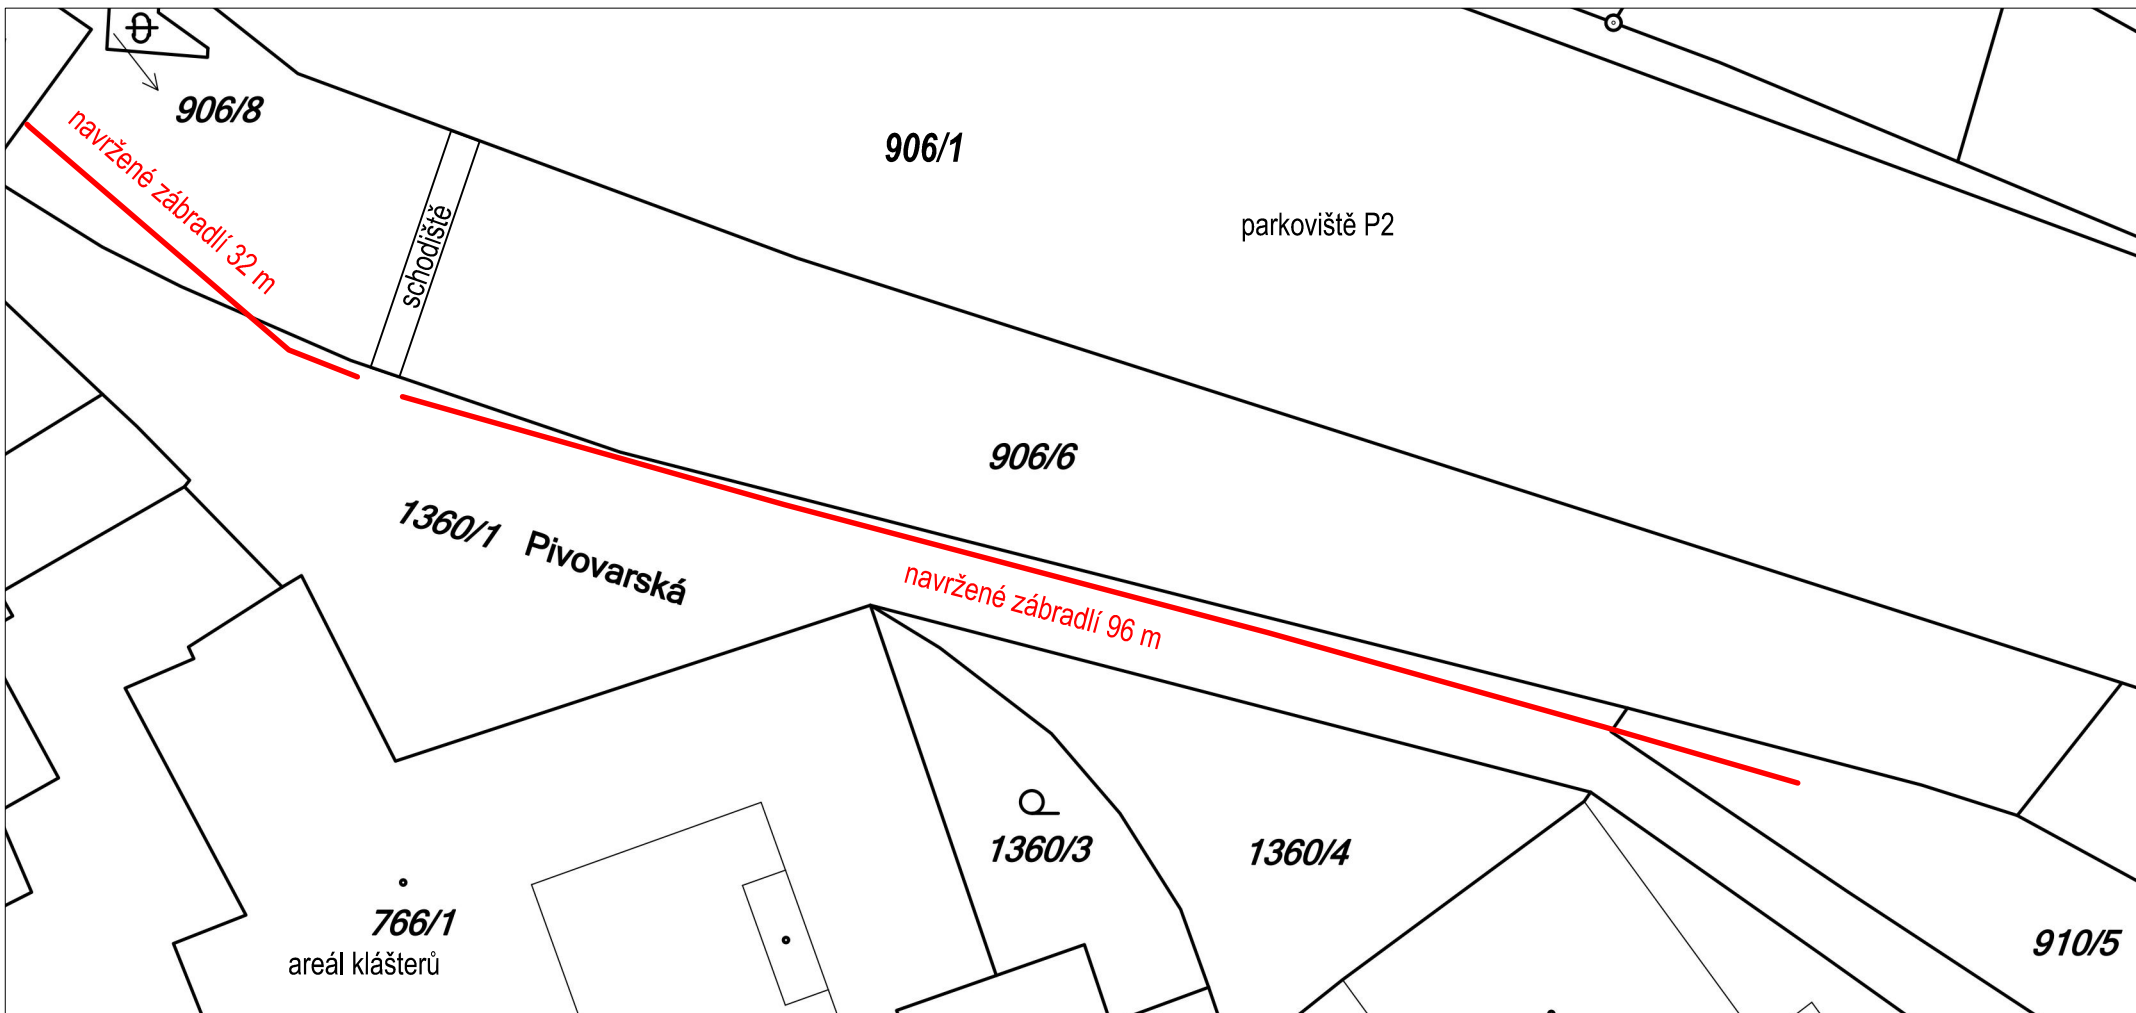 906/8
navržené zábradlí 32 m
906/1
parkoviště P2
schodiště
906/6
1360/1 Pivovarská
navržené zábradlí 96 m
1360/3
1360/4
766/1
areál klášterů
910/5